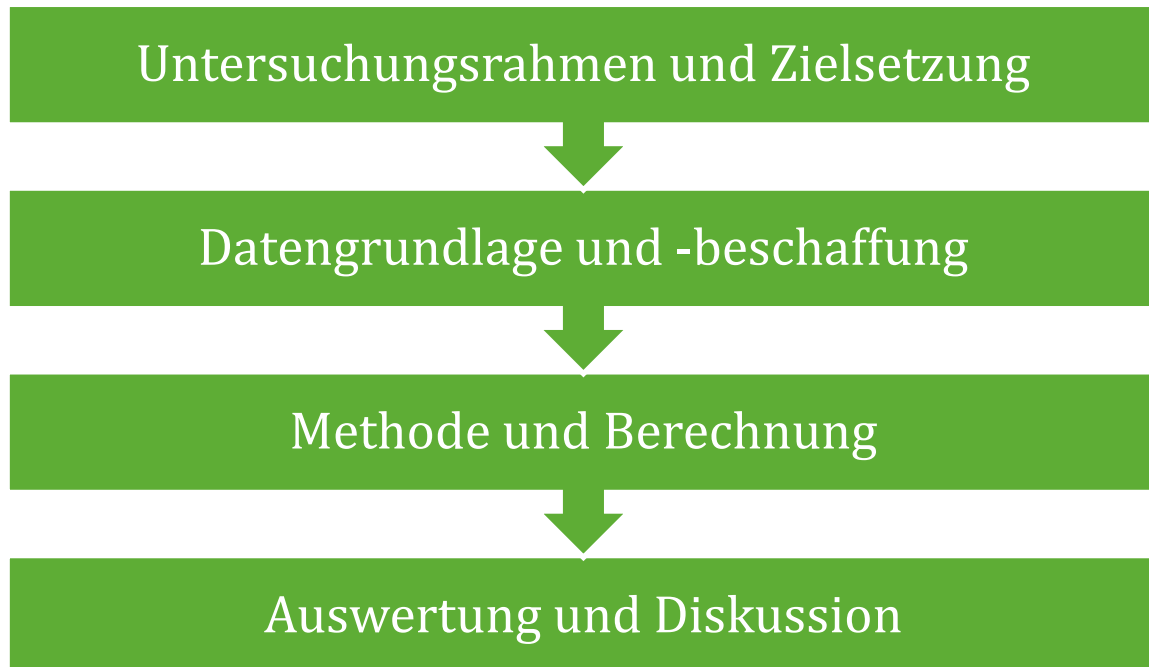 Untersuchungsrahmen und Zielsetzung
Datengrundlage und -beschaffung
Methode und Berechnung
Auswertung und Diskussion